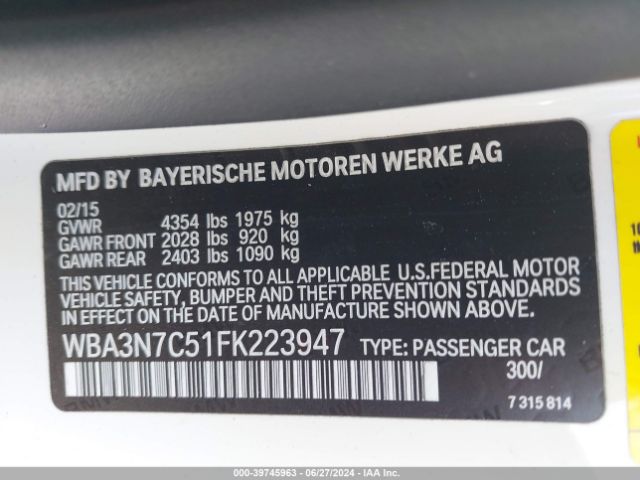 MFD BY BAYERISCHE MOTOREN WERKE AG
02/15
GVWR 4354 lbs 1975 kg
GAWR FRONT 2028 lbs 920 kg
GAWR REAR 2403 lbs 1090 kg
THIS VEHICLE CONFORMS TO ALL APPLICABLE U.S.FEDERAL MOTOR
VEHICLE SAFETY, BUMPER AND THEFT PREVENTION STANDARDS
IN EFFECT ON THE DATE OF MANUFACTURE SHOWN ABOVE.
WBA3N7C51FK223947 TYPE: PASSENGER CAR
300/
7 315 814
000-39745963 - 06/27/2024 - IAA Inc.